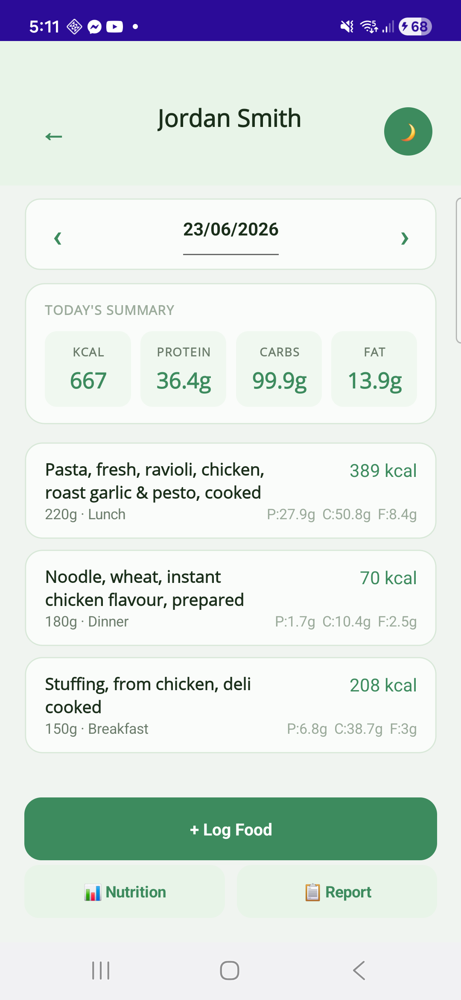 5:11
5
68
Jordan Smith
←
‹ 23/06/2026 ›
TODAY'S SUMMARY
KCAL PROTEIN CARBS FAT
667 36.4g 99.9g 13.9g
Pasta, fresh, ravioli, chicken, 389 kcal
roast garlic & pesto, cooked
220g · Lunch P:27.9g C:50.8g F:8.4g
Noodle, wheat, instant 70 kcal
chicken flavour, prepared
180g · Dinner P:1.7g C:10.4g F:2.5g
Stuffing, from chicken, deli 208 kcal
cooked
150g · Breakfast P:6.8g C:38.7g F:3g
+ Log Food
Nutrition Report